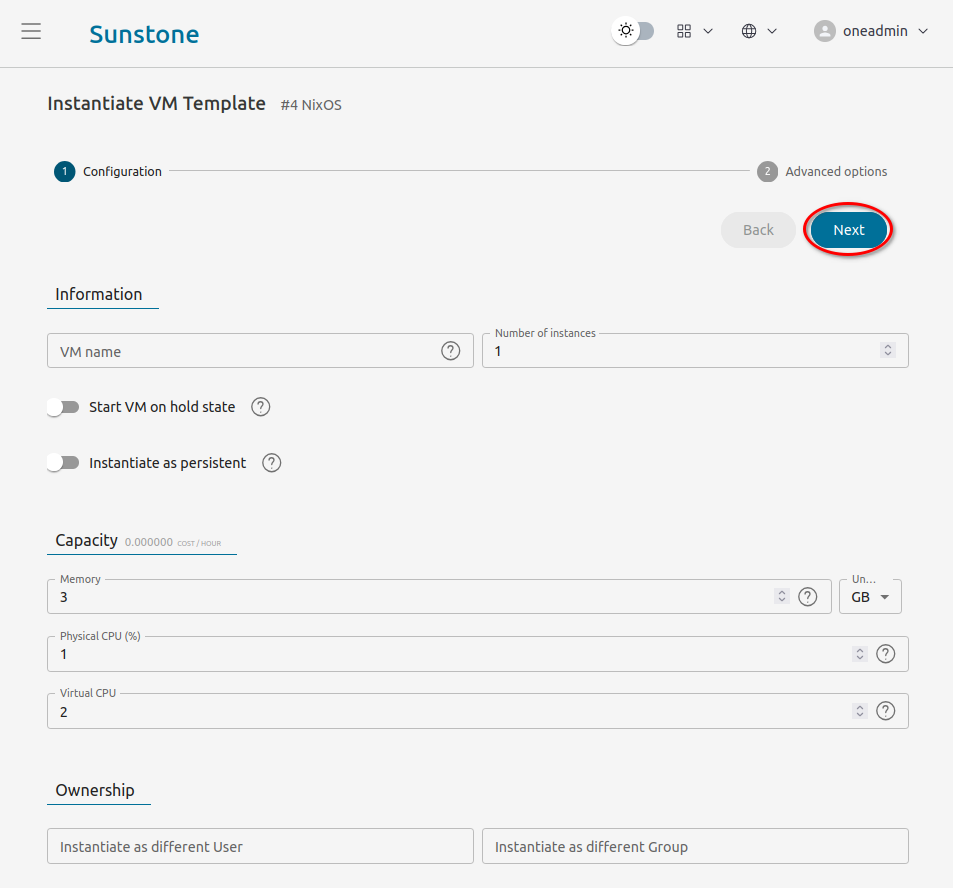 Sunstone
oneadmin
Instantiate VM Template #4 NixOS
1 Configuration
2 Advanced options
Back
Next
Information
VM name
Number of instances
1
Start VM on hold state
Instantiate as persistent
Capacity 0.000000 COST / HOUR
Memory
3
Un...
GB
Physical CPU (%)
1
Virtual CPU
2
Ownership
Instantiate as different User
Instantiate as different Group